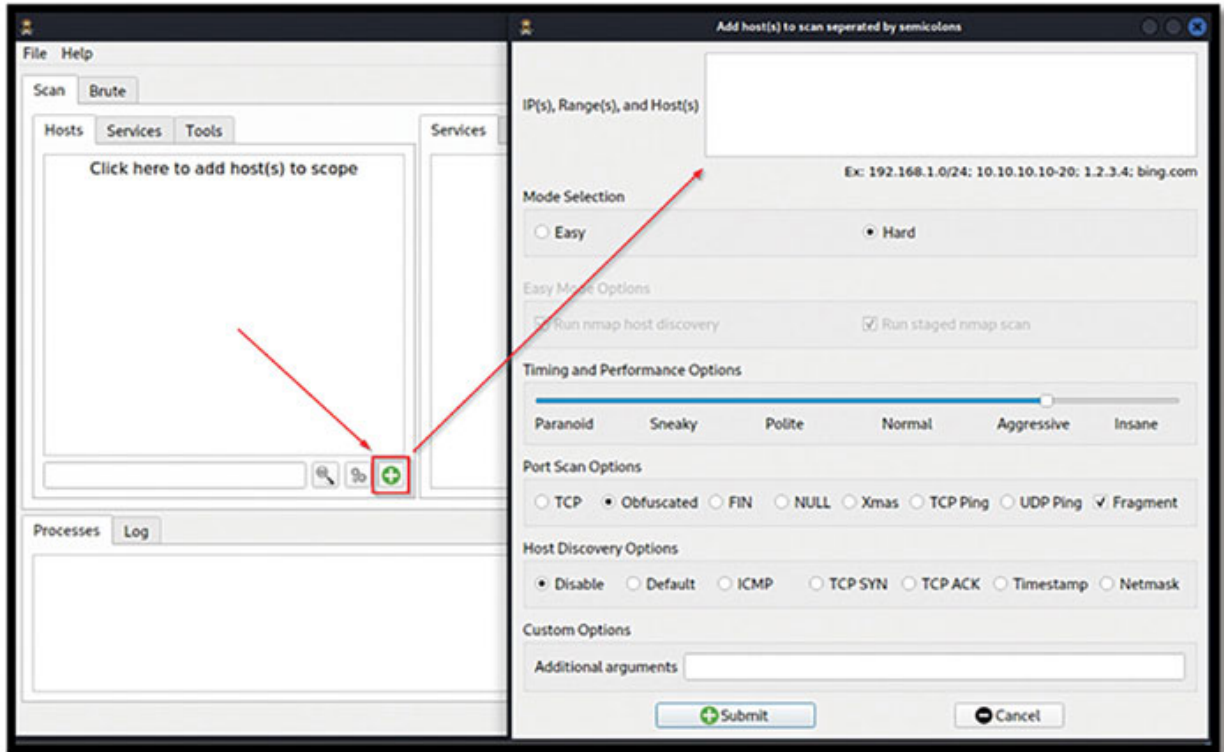 File Help
Scan Brute
Hosts Services Tools
Click here to add host(s) to scope
Services
Processes Log
Add host(s) to scan seperated by semicolons
IP(s), Range(s), and Host(s)
Ex: 192.168.1.0/24; 10.10.10.10-20; 1.2.3.4; bing.com
Mode Selection
Easy Hard
Easy Mode Options
Run nmap host discovery Run staged nmap scan
Timing and Performance Options
Paranoid Sneaky Polite Normal Aggressive Insane
Port Scan Options
TCP Obfuscated FIN NULL Xmas TCP Ping UDP Ping Fragment
Host Discovery Options
Disable Default ICMP TCP SYN TCP ACK Timestamp Netmask
Custom Options
Additional arguments
Submit Cancel